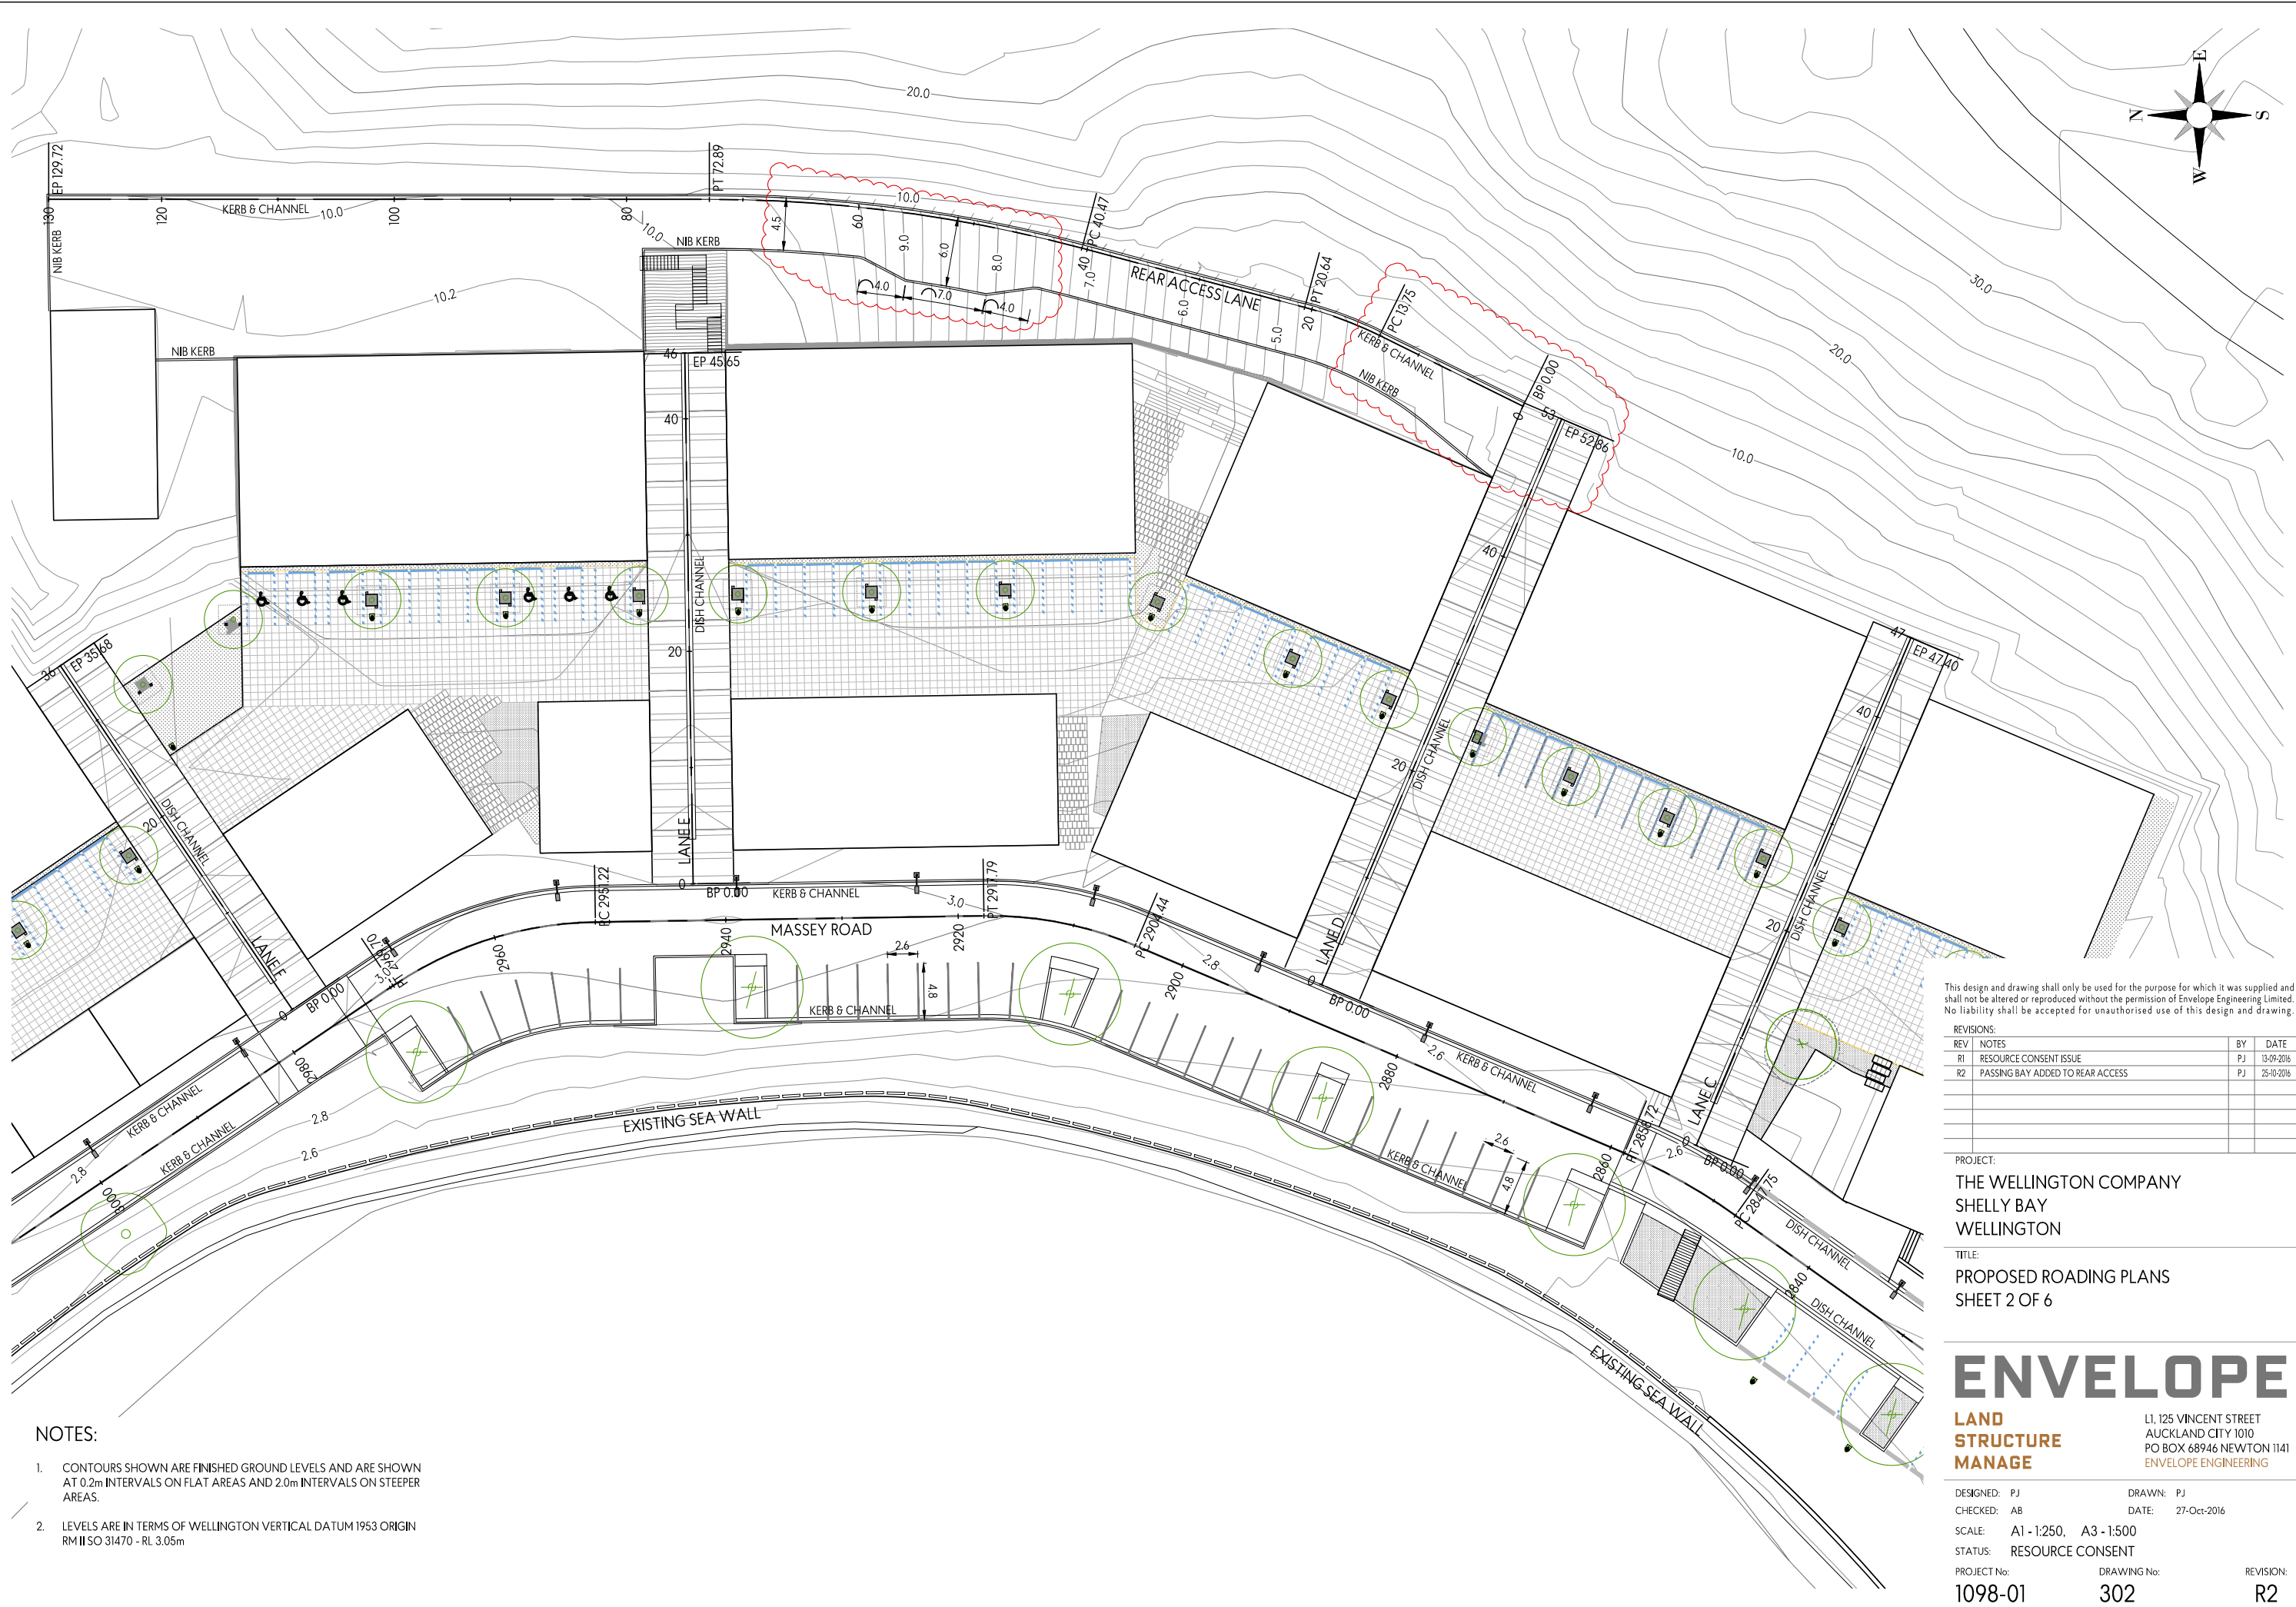 20.0
E
N
S
W
EP 129.72
130
120
KERB & CHANNEL
10.0
100
80
PT 72.89
10.0
NIB KERB
NIB KERB
4.5
60
10.0
9.0
6.0
8.0
4.0
7.0
4.0
40
PC 40.47
7.0
REAR ACCESS LANE
6.0
5.0
20
PT 20.64
PC 13.75
KERB & CHANNEL
NIB KERB
BP 0.00
0
53
EP 52.86
30.0
20.0
10.0
10.2
NIB KERB
46
EP 45.65
40
DISH CHANNEL
20
LANE E
0
BP 0.00
36
EP 35.68
DISH CHANNEL
20
0
BP 0.00
40
20
DISH CHANNEL
LANE D
0
BP 0.00
47
EP 47.40
40
20
DISH CHANNEL
LANE C
0
BP 0.00
PC 2951.22
KERB & CHANNEL
3.0
PT 2917.79
MASSEY ROAD
2960
2940
2920
2.6
4.8
KERB & CHANNEL
PC 2904.44
2.8
2900
2880
2.6
KERB & CHANNEL
KERB & CHANNEL
2.6
4.8
2860
2.6
PC 2847.75
DISH CHANNEL
2840
DISH CHANNEL
3.0
2980
KERB & CHANNEL
KERB & CHANNEL
2.8
3000
2.8
2.6
EXISTING SEA WALL
EXISTING SEA WALL
NOTES:
1. CONTOURS SHOWN ARE FINISHED GROUND LEVELS AND ARE SHOWN
AT 0.2m INTERVALS ON FLAT AREAS AND 2.0m INTERVALS ON STEEPER
AREAS.
2. LEVELS ARE IN TERMS OF WELLINGTON VERTICAL DATUM 1953 ORIGIN
RM II SO 31470 - RL 3.05m
This design and drawing shall only be used for the purpose for which it was supplied and
shall not be altered or reproduced without the permission of Envelope Engineering Limited.
No liability shall be accepted for unauthorised use of this design and drawing.
REVISIONS:
REV NOTES BY DATE
R1 RESOURCE CONSENT ISSUE PJ 13-09-2016
R2 PASSING BAY ADDED TO REAR ACCESS PJ 25-10-2016
PROJECT:
THE WELLINGTON COMPANY
SHELLY BAY
WELLINGTON
TITLE:
PROPOSED ROADING PLANS
SHEET 2 OF 6
ENVELOPE
LAND
STRUCTURE
MANAGE
L1, 125 VINCENT STREET
AUCKLAND CITY 1010
PO BOX 68946 NEWTON 1141
ENVELOPE ENGINEERING
DESIGNED: PJ DRAWN: PJ
CHECKED: AB DATE: 27-Oct-2016
SCALE: A1 - 1:250, A3 - 1:500
STATUS: RESOURCE CONSENT
PROJECT No: DRAWING No: REVISION:
1098-01 302 R2